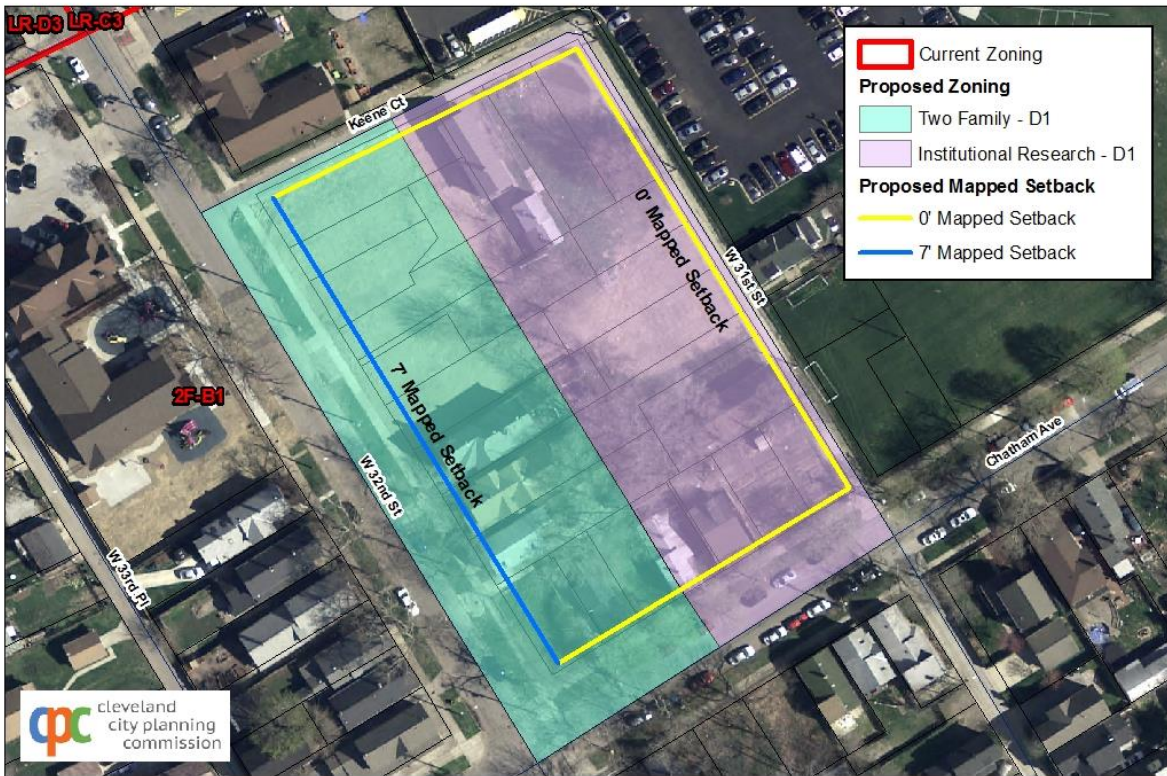 LR-D3 LR-C3
Keene Ct
0' Mapped Setback
W 31st St
7' Mapped Setback
2F-B1
W 32nd St
W 33rd Pl
Chatham Ave
Current Zoning
Proposed Zoning
Two Family - D1
Institutional Research - D1
Proposed Mapped Setback
0' Mapped Setback
7' Mapped Setback
cpc
cleveland
city planning
commission